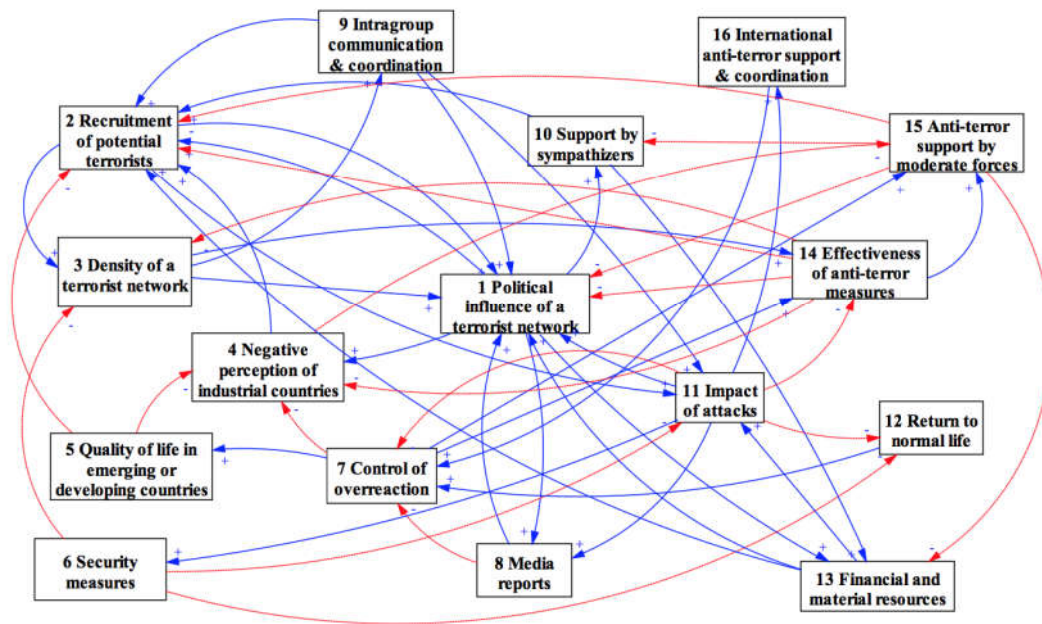 9 Intragroup
communication
& coordination
16 International
anti-terror support
& coordination
2 Recruitment
of potential
terrorists
10 Support by
sympathizers
15 Anti-terror
support by
moderate forces
3 Density of a
terrorist network
14 Effectiveness
of anti-terror
measures
1 Political
influence of a
terrorist network
4 Negative
perception of
industrial countries
11 Impact
of attacks
12 Return to
normal life
5 Quality of life in
emerging or
developing countries
7 Control of
overreaction
6 Security
measures
8 Media
reports
13 Financial and
material resources